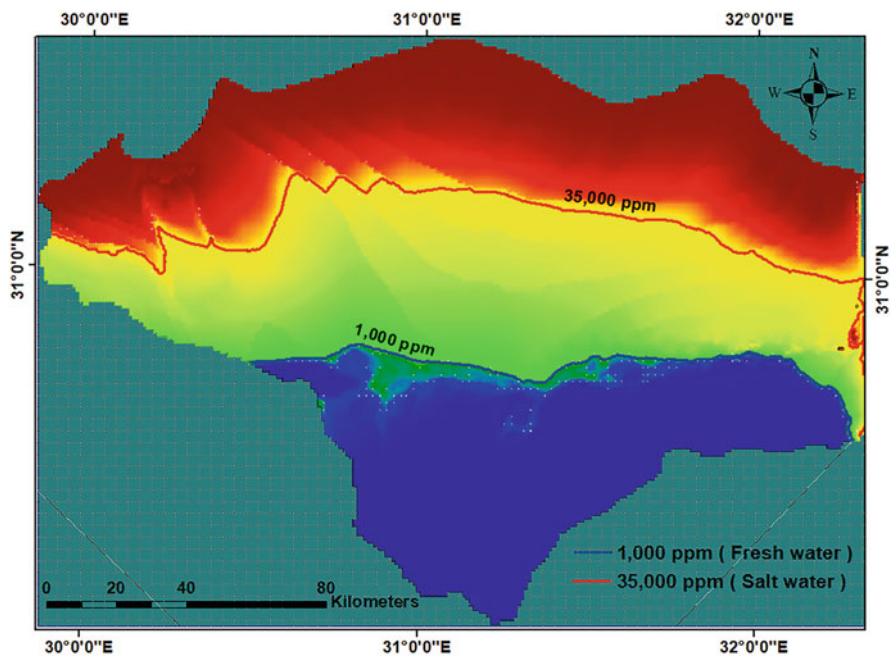 30°0'0"E
31°0'0"E
32°0'0"E
N
W
E
S
35,000 ppm
31°0'0"N
31°0'0"N
1,000 ppm
1,000 ppm ( Fresh water )
35,000 ppm ( Salt water )
0
20
40
80
Kilometers
30°0'0"E
31°0'0"E
32°0'0"E